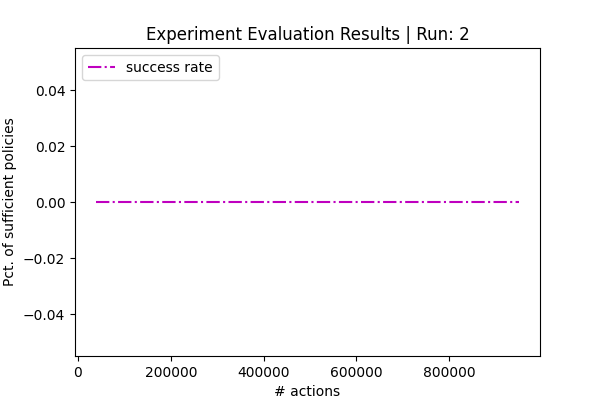 Experiment Evaluation Results | Run: 2
success rate
Pct. of sufficient policies
0.04
0.02
0.00
−0.02
−0.04
0 200000 400000 600000 800000
# actions